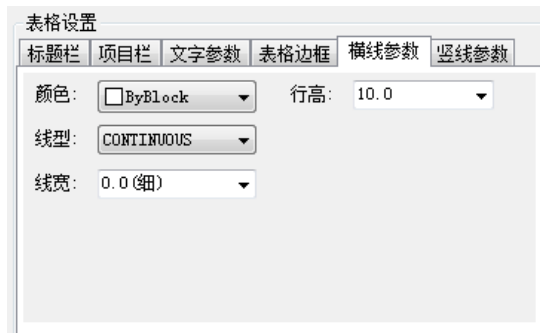 表格设置
标题栏 项目栏 文字参数 表格边框 横线参数 竖线参数
颜色: ByBlock 行高: 10.0
线型: CONTINUOUS
线宽: 0.0(细)